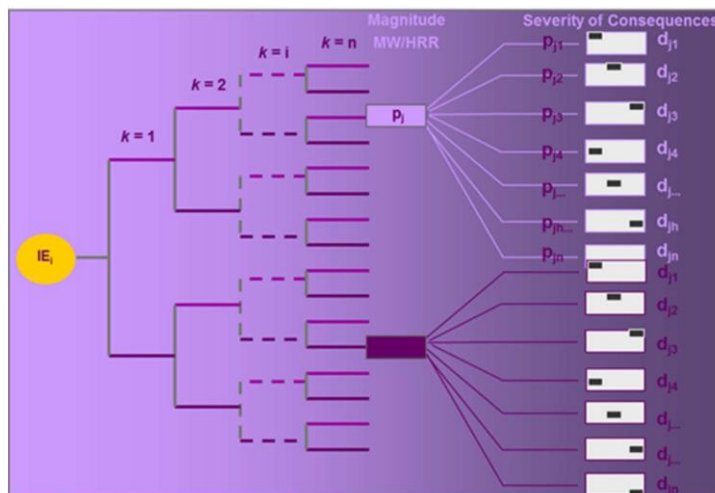 Magnitude
MW/HRR
Severity of Consequences
k = 1
k = 2
k = i
k = n
IEi
pj
pj1
dj1
pj2
dj2
pj3
dj3
pj4
dj4
pj...
dj...
pjh...
djh
pjn
djn
dj1
dj2
dj3
dj4
dj...
dj...
djn